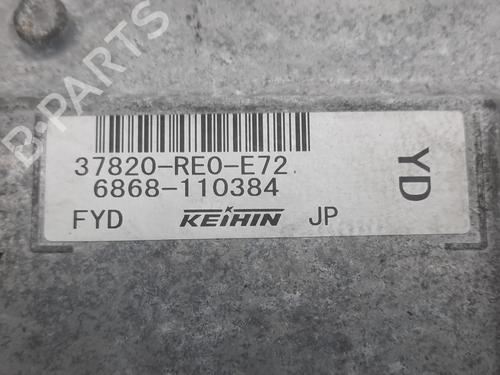 B-PARTS
37820-RE0-E72
6868-110384
FYD KEIHIN JP
YD